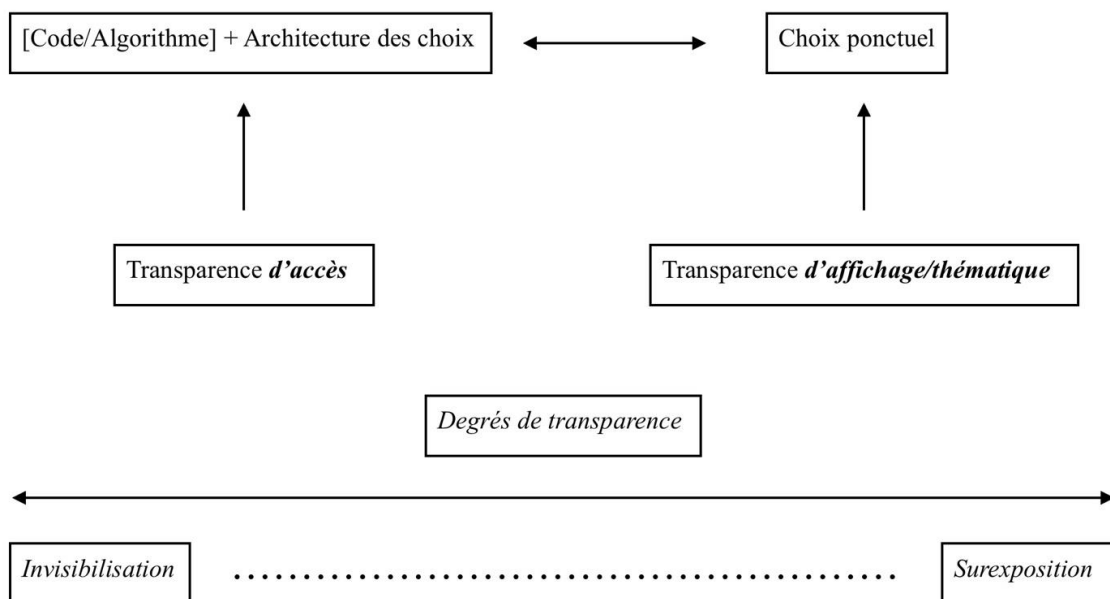 [Code/Algorithme] + Architecture des choix
Choix ponctuel
Transparence d’accès
Transparence d’affichage/thématique
Degrés de transparence
Invisibilisation
Surexposition